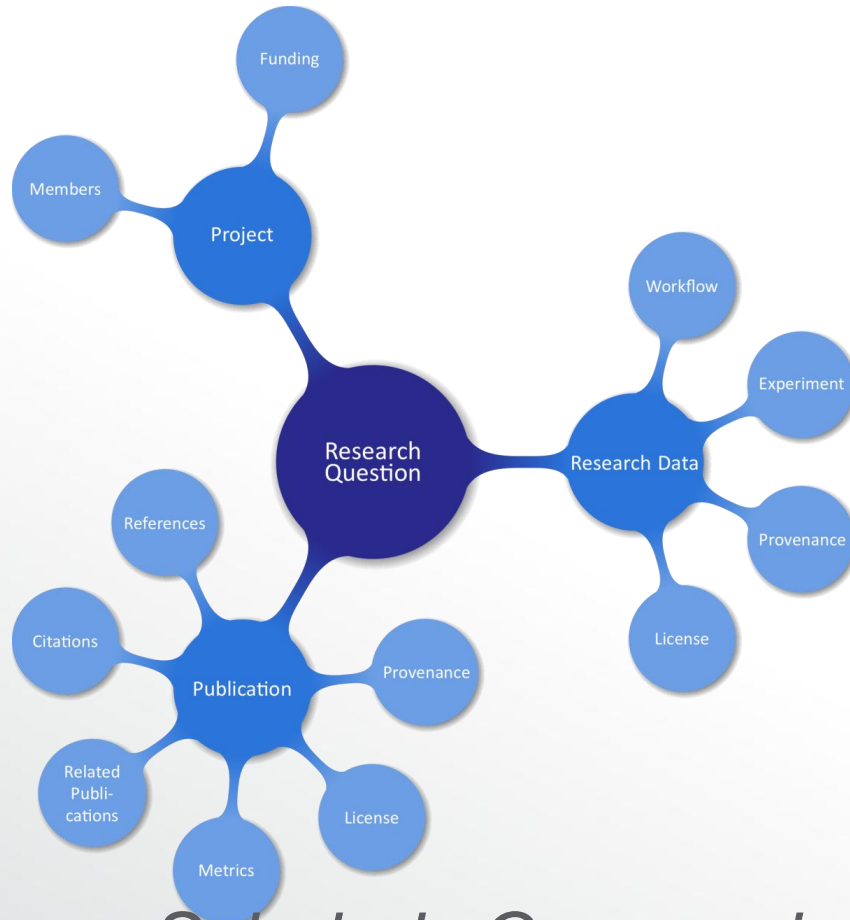 Funding
Members
Project
Workflow
Experiment
Research
Question
Research Data
References
Provenance
Citations
License
Provenance
Publication
Related
Publi-
cations
License
Metrics